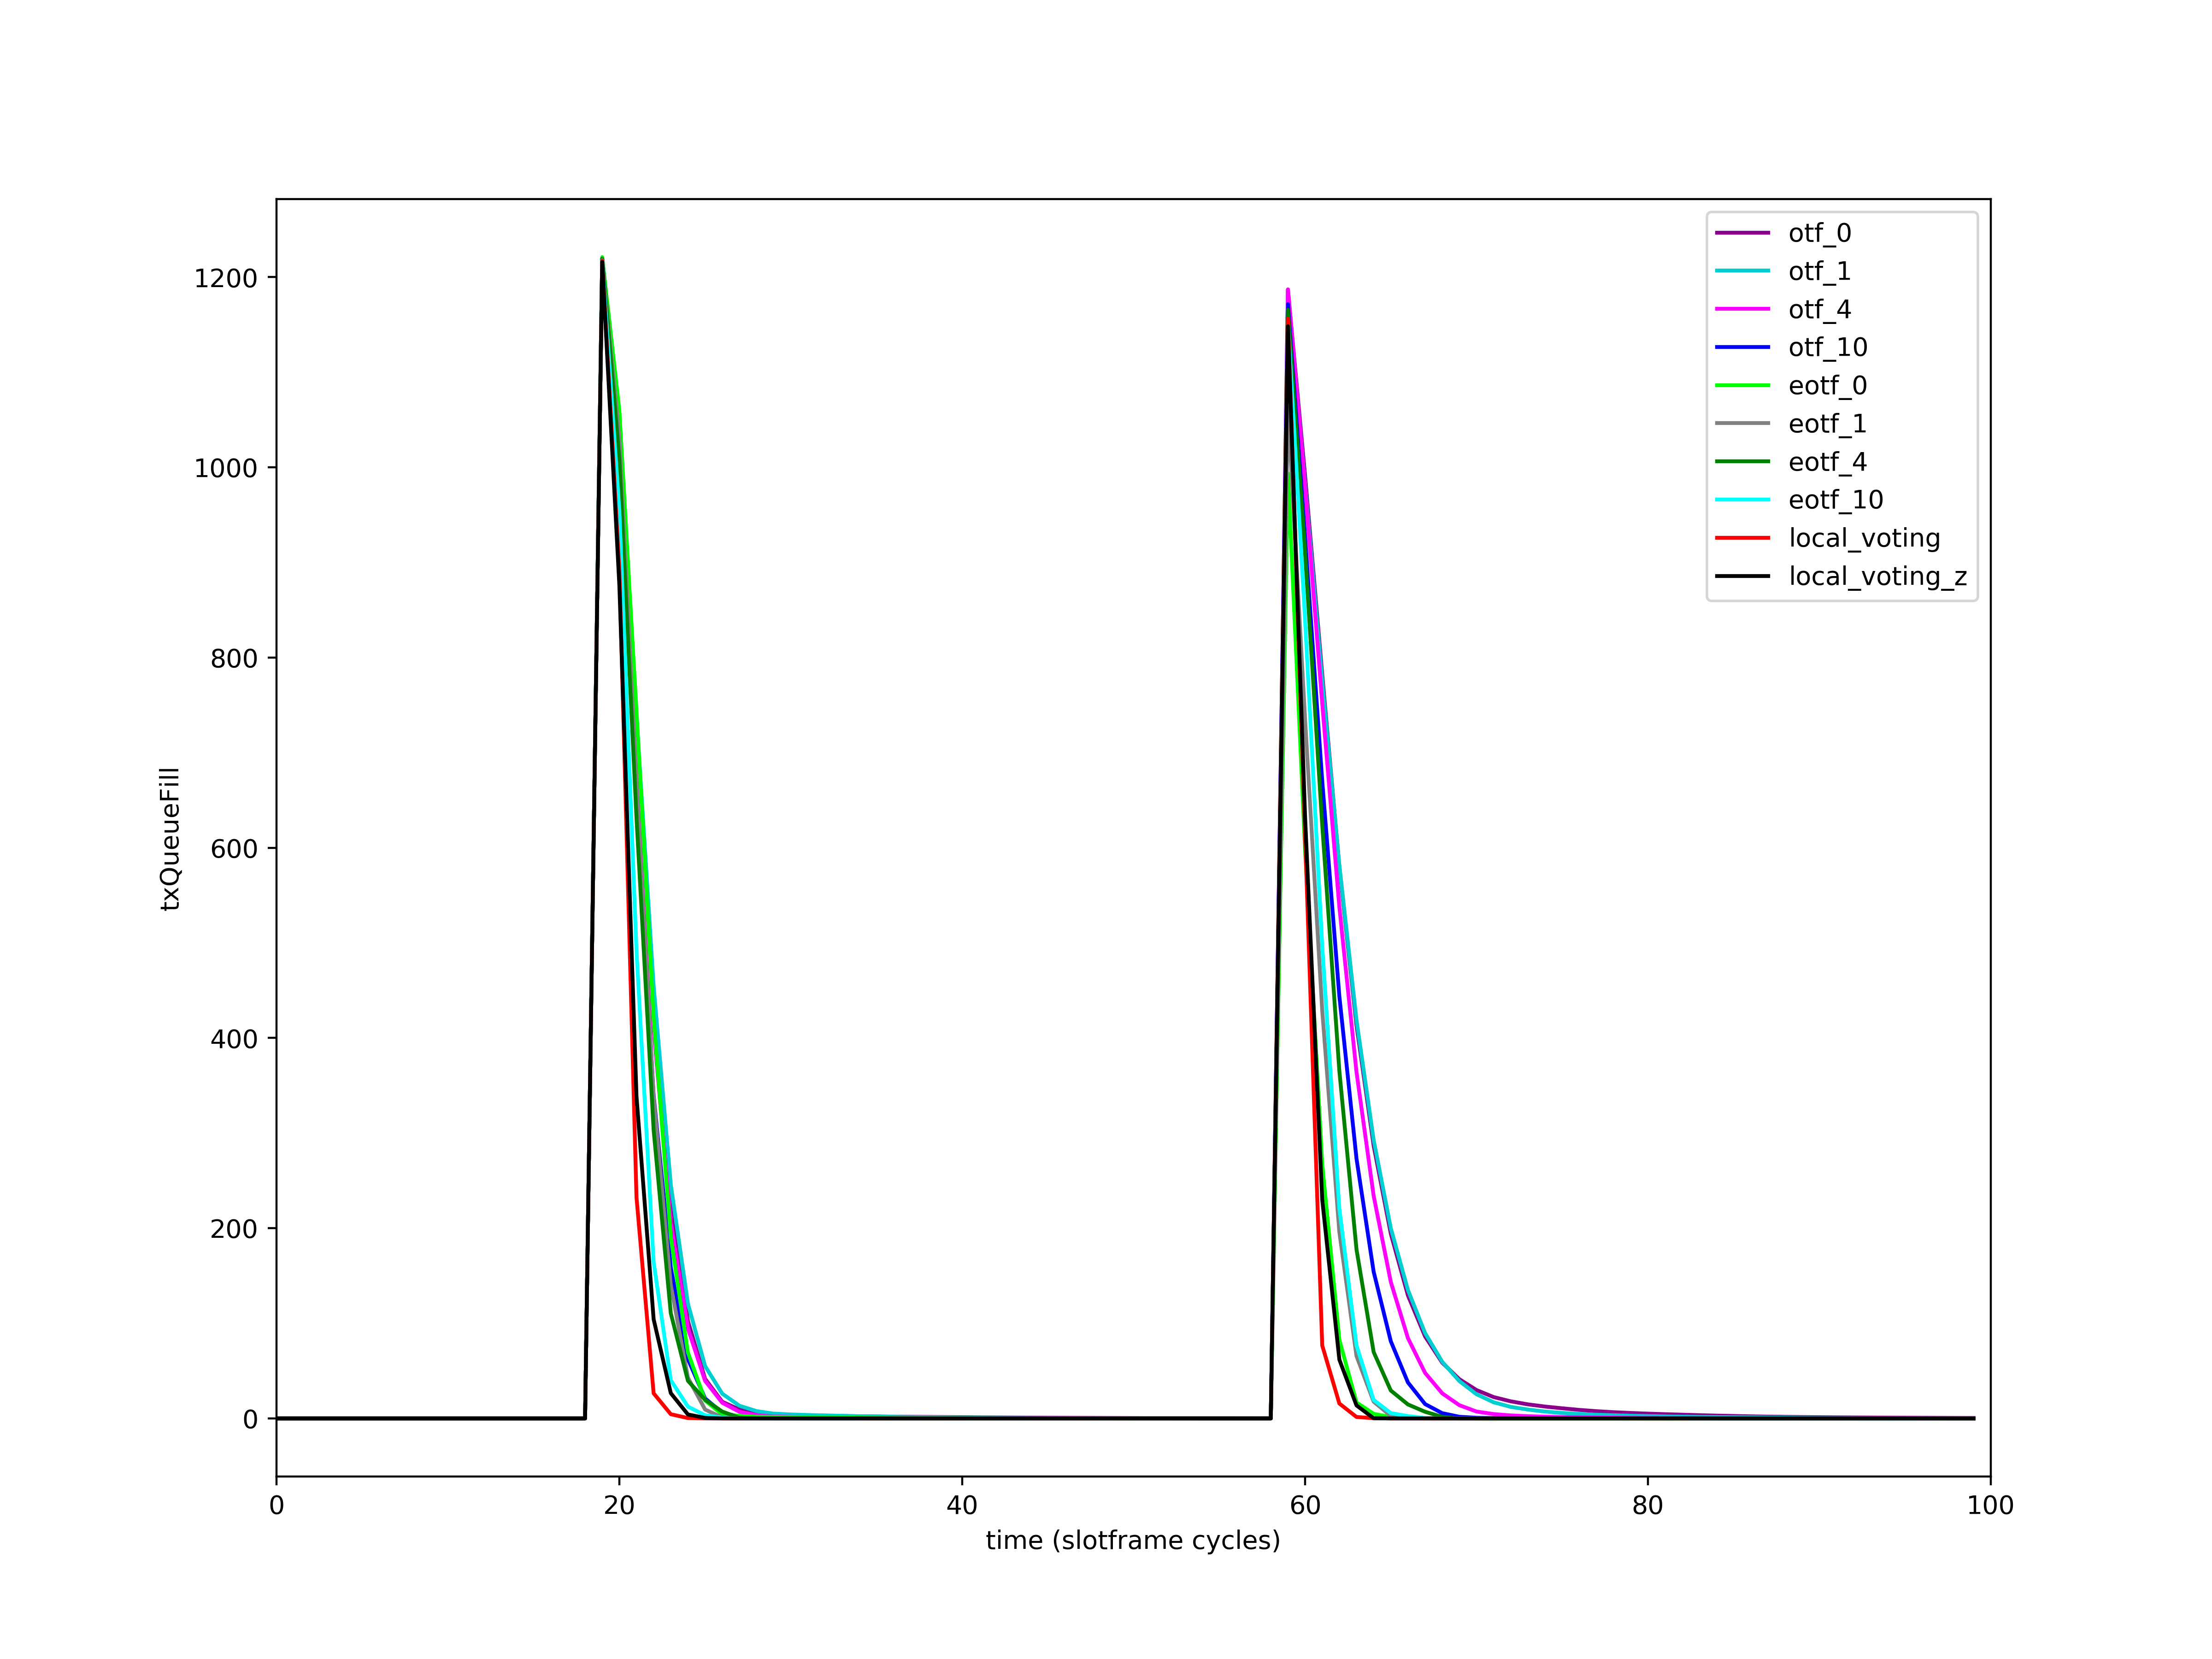 otf_0
otf_1
otf_4
otf_10
eotf_0
eotf_1
eotf_4
eotf_10
local_voting
local_voting_z
1200
1000
800
600
400
200
0
txQueueFill
0 20 40 60 80 100
time (slotframe cycles)